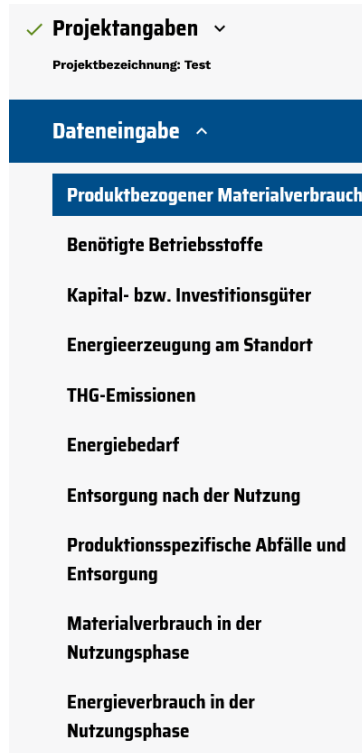 Projektangaben
Projektbezeichnung: Test
Dateneingabe
Produktbezogener Materialverbrauch
Benötigte Betriebsstoffe
Kapital- bzw. Investitionsgüter
Energieerzeugung am Standort
THG-Emissionen
Energiebedarf
Entsorgung nach der Nutzung
Produktionsspezifische Abfälle und
Entsorgung
Materialverbrauch in der
Nutzungsphase
Energieverbrauch in der
Nutzungsphase